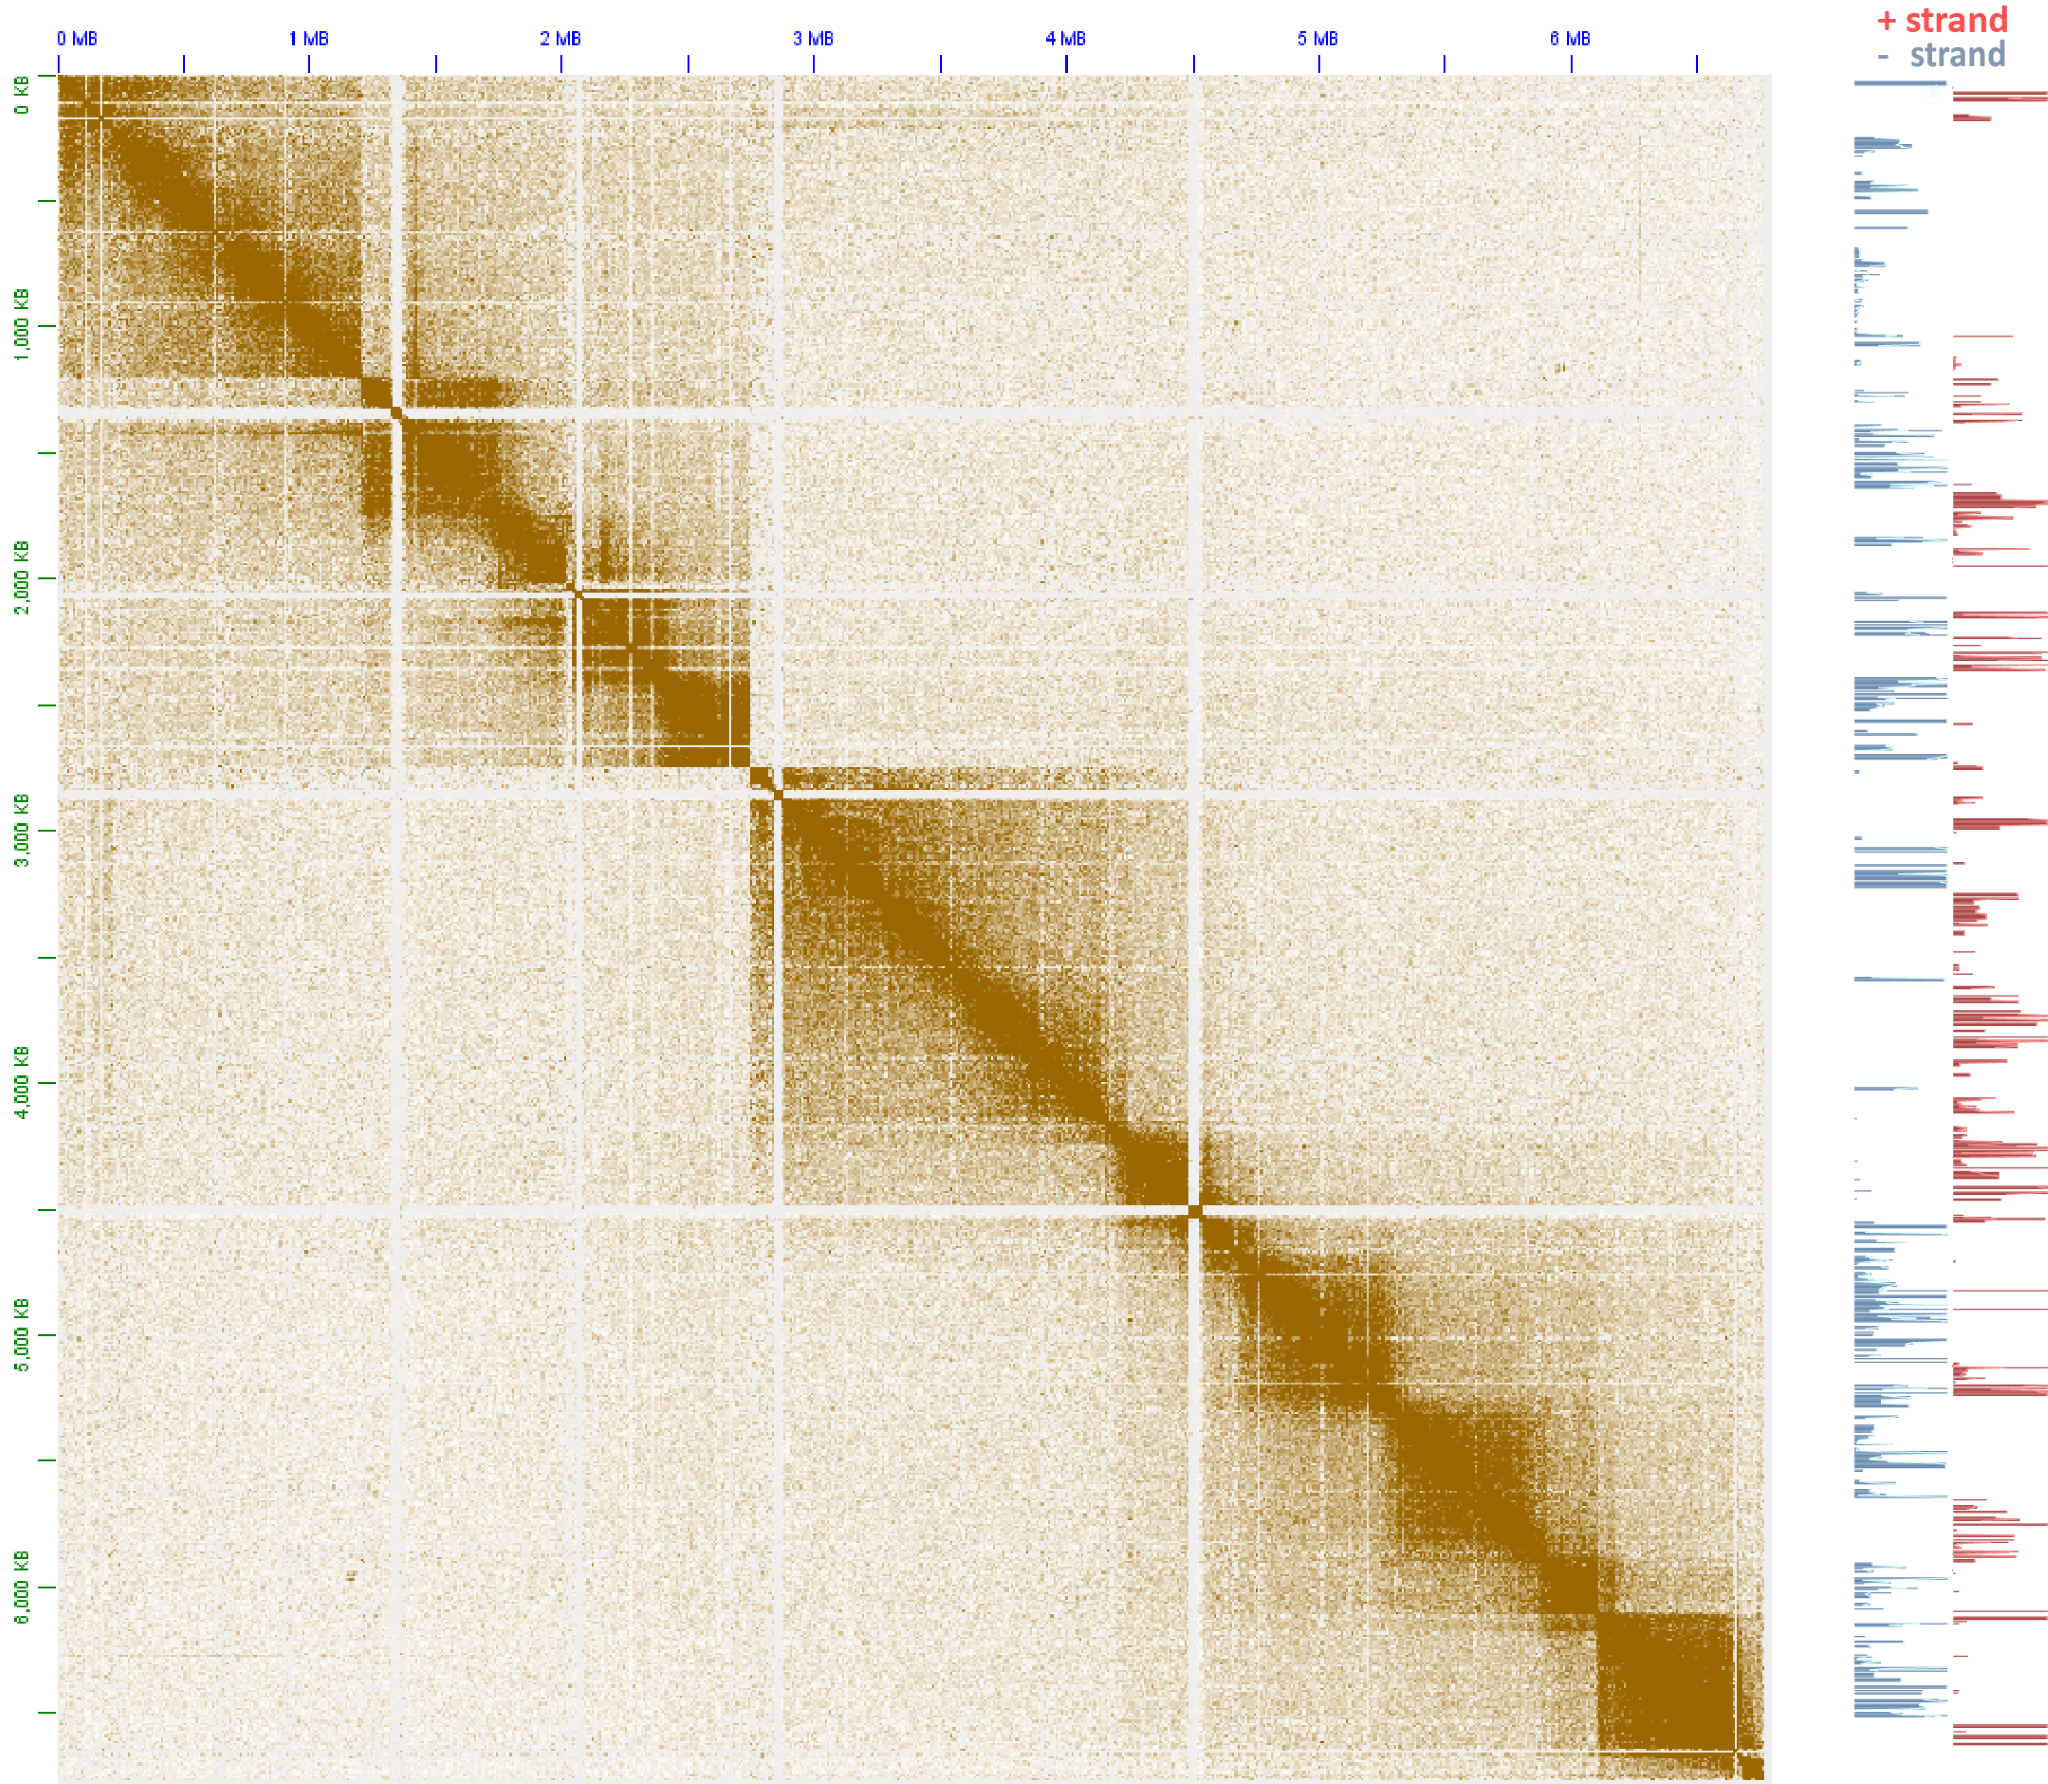 + strand
- strand
0 MB 1 MB 2 MB 3 MB 4 MB 5 MB 6 MB
0 KB
1,000 KB
2,000 KB
3,000 KB
4,000 KB
5,000 KB
6,000 KB